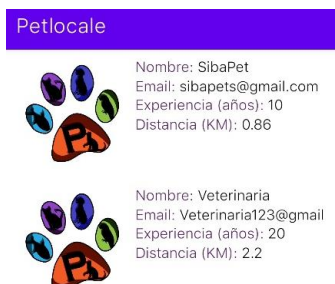 Petlocale
Nombre: SibaPet
Email: sibapets@gmail.com
Experiencia (años): 10
Distancia (KM): 0.86
P
Nombre: Veterinaria
Email: Veterinaria123@gmail
Experiencia (años): 20
Distancia (KM): 2.2
P